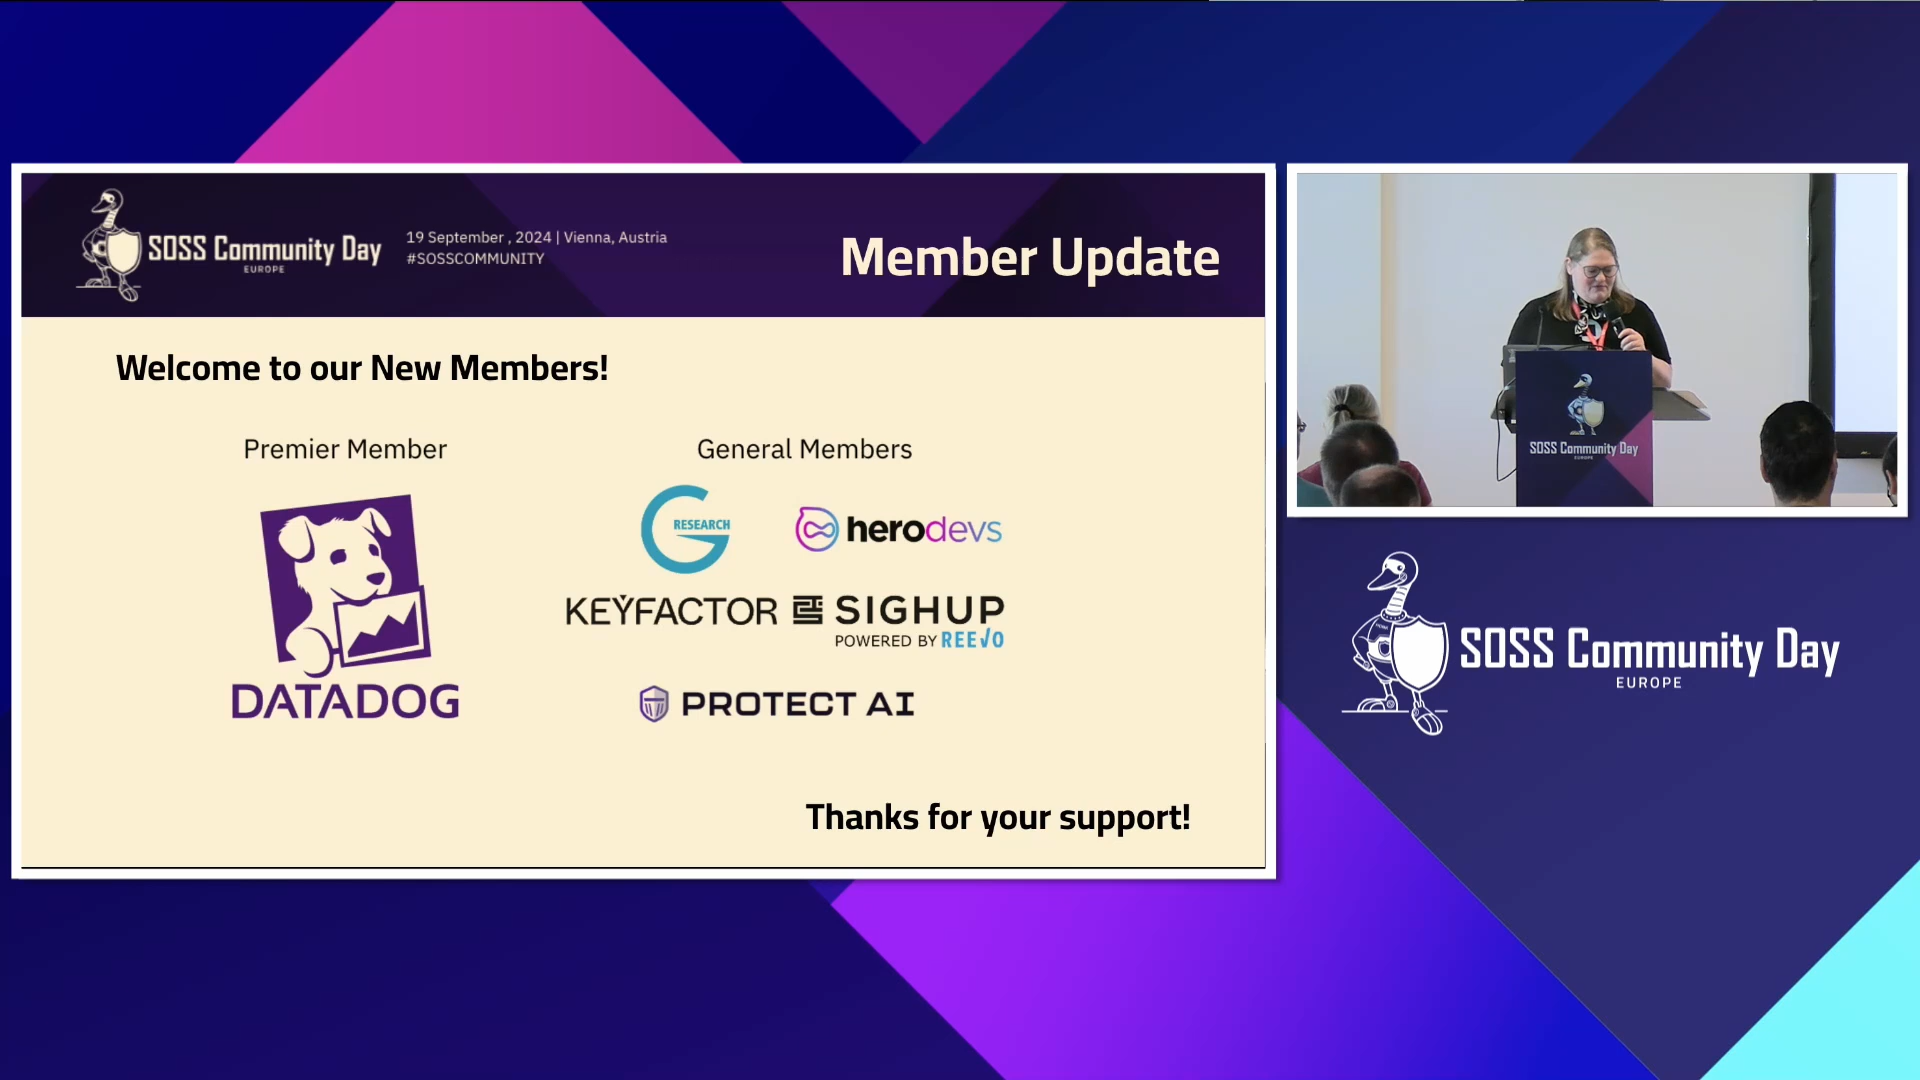 SOSS Community Day
EUROPE
19 September , 2024 | Vienna, Austria
#SOSSCOMMUNITY
Member Update
Welcome to our New Members!
Premier Member
DATADOG
General Members
G RESEARCH
herodevs
KEYFACTOR
SIGHUP
POWERED BY REEVO
PROTECT AI
Thanks for your support!
SOSS Community Day
EUROPE
SOSS Community Day
EUROPE